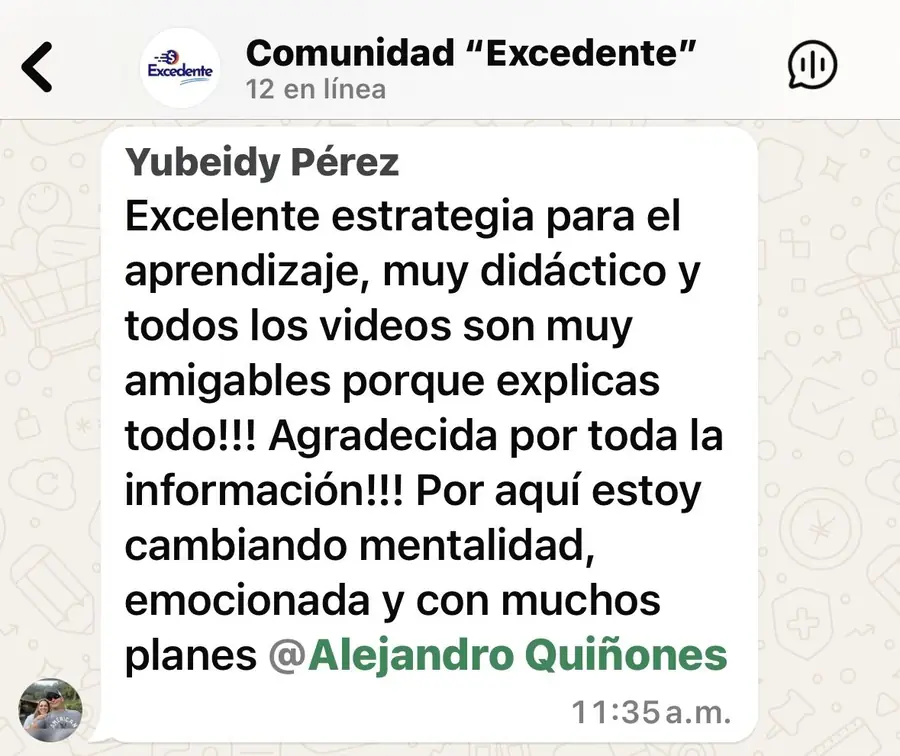 Excedente
Comunidad “Excedente”
12 en línea
Yubeidy Pérez
Excelente estrategia para el
aprendizaje, muy didáctico y
todos los videos son muy
amigables porque explicas
todo!!! Agradecida por toda la
información!!! Por aquí estoy
cambiando mentalidad,
emocionada y con muchos
planes @Alejandro Quiñones
11:35 a.m.
AMERICAN